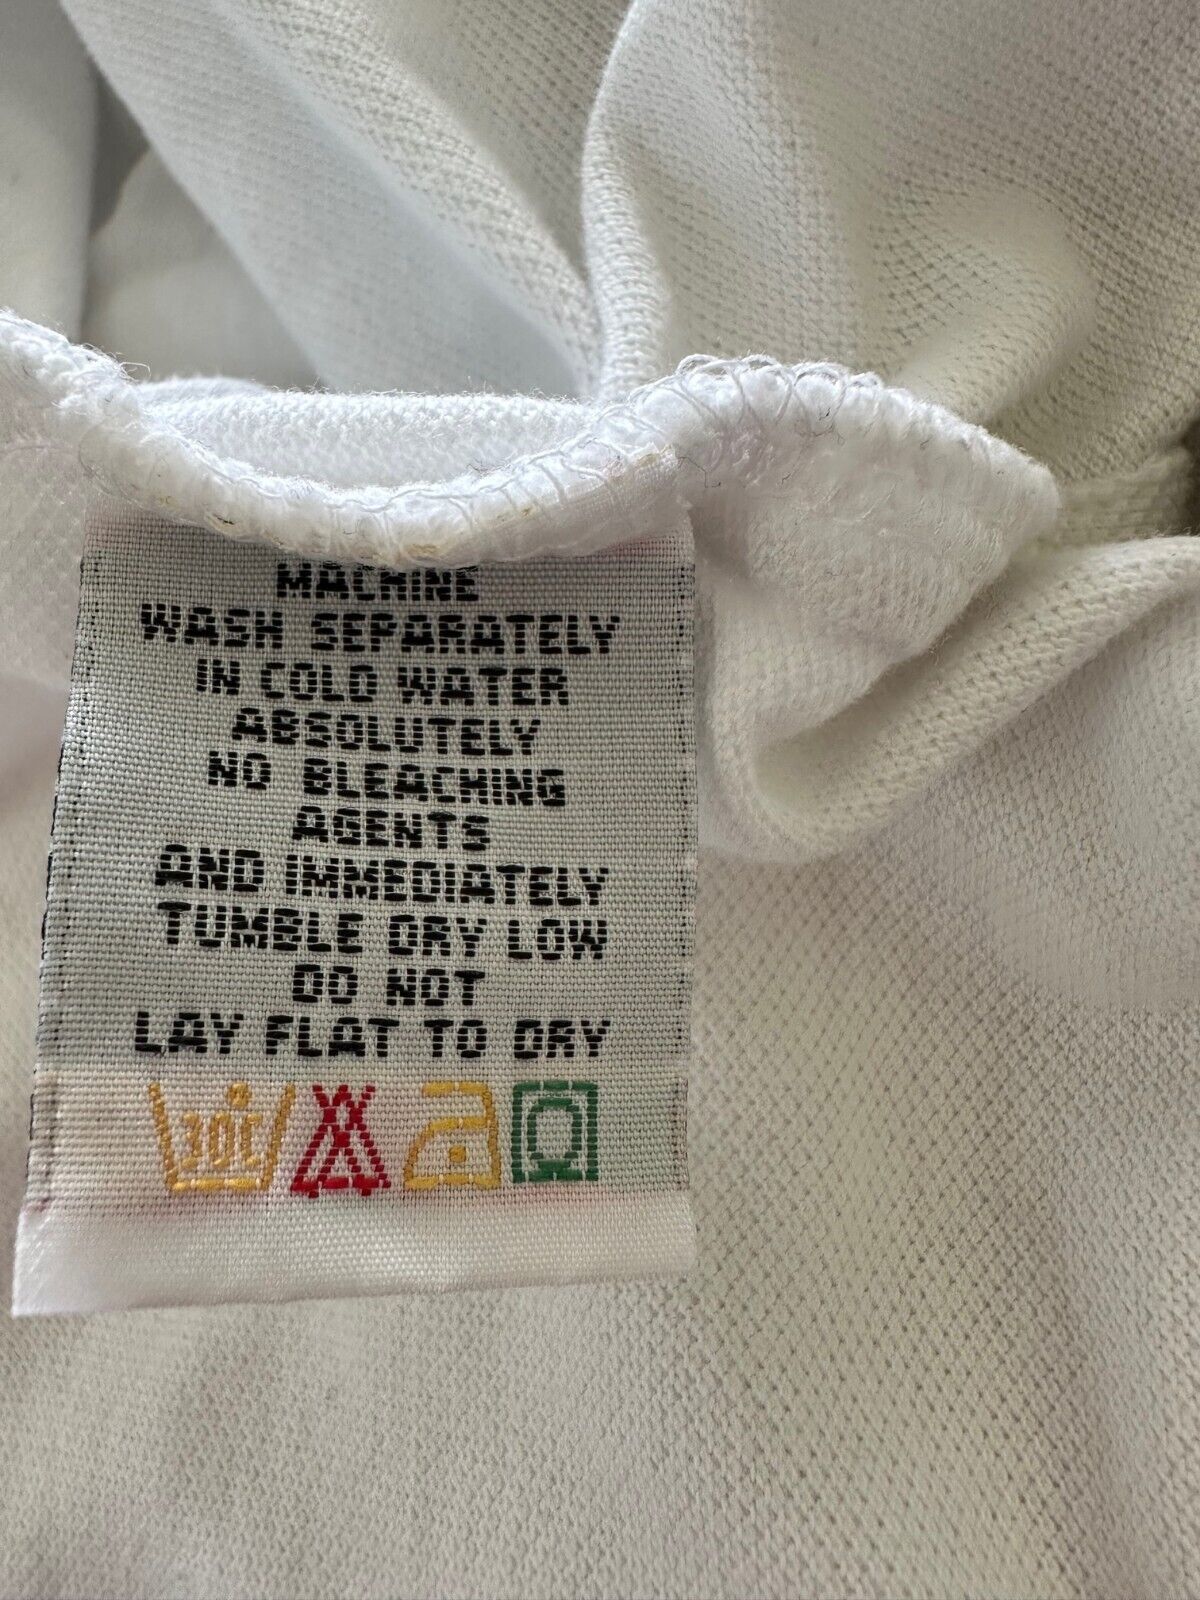 MACHINE
WASH SEPARATELY
IN COLD WATER
ABSOLUTELY
NO BLEACHING
AGENTS
AND IMMEDIATELY
TUMBLE DRY LOW
DO NOT
LAY FLAT TO DRY
30°C